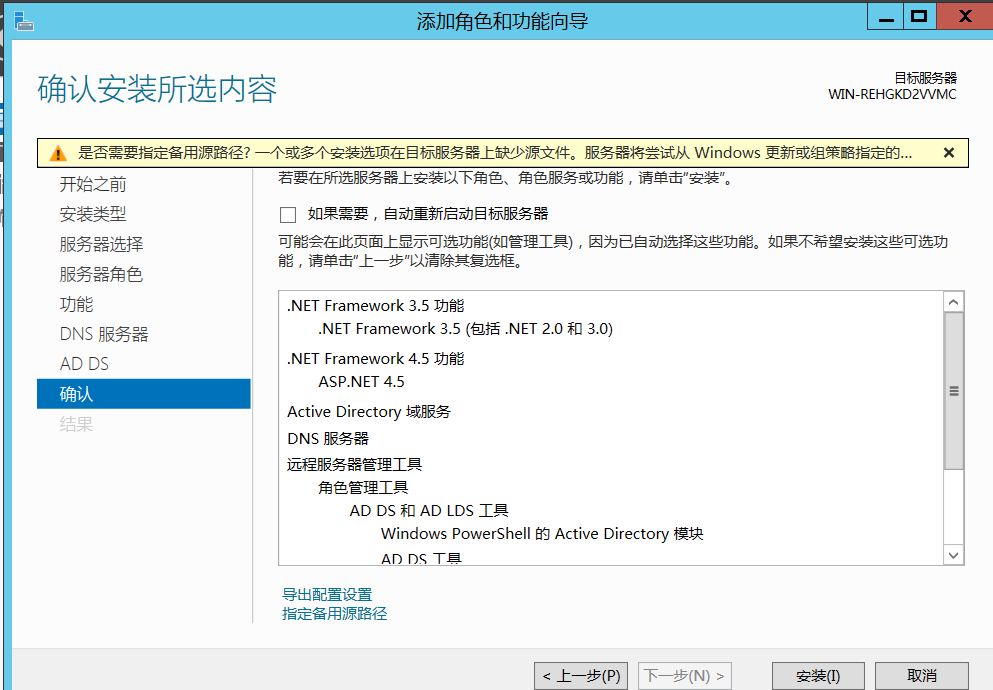 添加角色和功能向导
确认安装所选内容
目标服务器
WIN-REHGKD2VVMC
是否需要指定备用源路径? 一个或多个安装选项在目标服务器上缺少源文件。服务器将尝试从 Windows 更新或组策略指定的...
开始之前
安装类型
服务器选择
服务器角色
功能
DNS 服务器
AD DS
确认
结果
若要在所选服务器上安装以下角色、角色服务或功能，请单击“安装”。
如果需要，自动重新启动目标服务器
可能会在此页面上显示可选功能(如管理工具)，因为已自动选择这些功能。如果不希望安装这些可选功
能，请单击“上一步”以清除其复选框。
.NET Framework 3.5 功能
.NET Framework 3.5 (包括 .NET 2.0 和 3.0)
.NET Framework 4.5 功能
ASP.NET 4.5
Active Directory 域服务
DNS 服务器
远程服务器管理工具
角色管理工具
AD DS 和 AD LDS 工具
Windows PowerShell 的 Active Directory 模块
AD DS 工具
导出配置设置
指定备用源路径
< 上一步(P)
下一步(N) >
安装(I)
取消